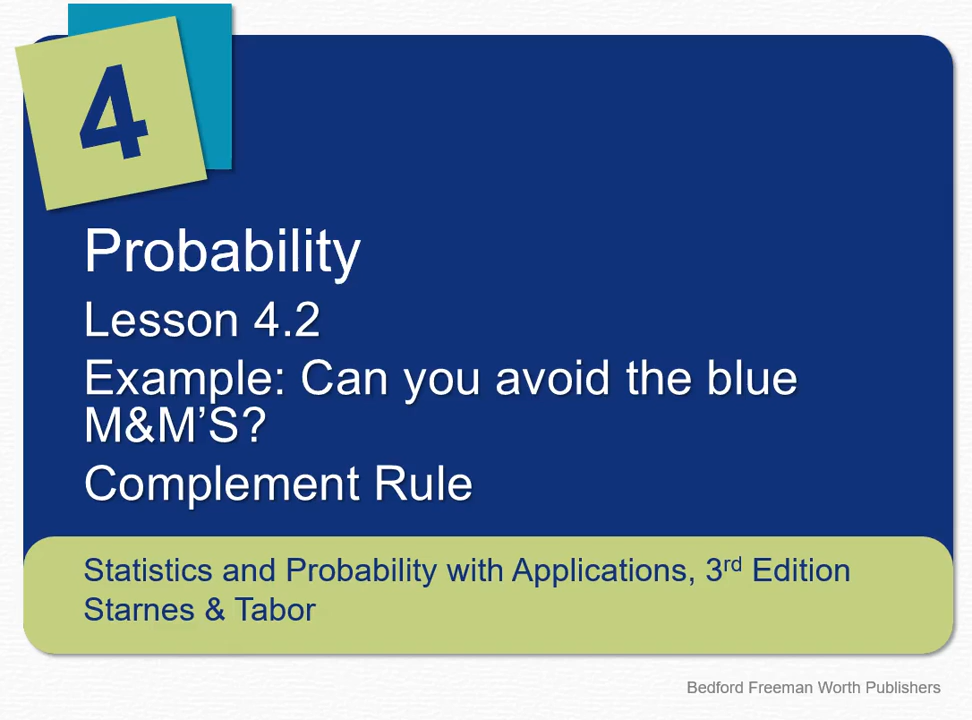 4
Probability
Lesson 4.2
Example: Can you avoid the blue
M&M’S?
Complement Rule
Statistics and Probability with Applications, 3rd Edition
Starnes & Tabor
Bedford Freeman Worth Publishers